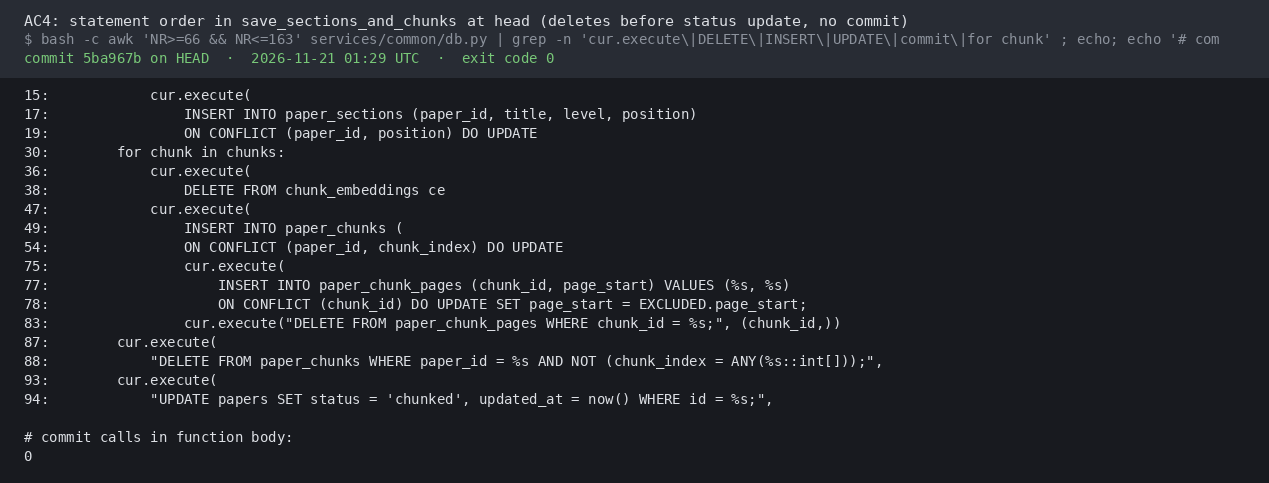 AC4: statement order in save_sections_and_chunks at head (deletes before status update, no commit)
$ bash -c awk 'NR>=66 && NR<=163' services/common/db.py | grep -n 'cur.execute\|DELETE\|INSERT\|UPDATE\|commit\|for chunk' ; echo; echo '# com
commit 5ba967b on HEAD  ·  2026-11-21 01:29 UTC  ·  exit code 0
15:            cur.execute(
17:                INSERT INTO paper_sections (paper_id, title, level, position)
19:                ON CONFLICT (paper_id, position) DO UPDATE
30:        for chunk in chunks:
36:            cur.execute(
38:                DELETE FROM chunk_embeddings ce
47:            cur.execute(
49:                INSERT INTO paper_chunks (
54:                ON CONFLICT (paper_id, chunk_index) DO UPDATE
75:                cur.execute(
77:                    INSERT INTO paper_chunk_pages (chunk_id, page_start) VALUES (%s, %s)
78:                    ON CONFLICT (chunk_id) DO UPDATE SET page_start = EXCLUDED.page_start;
83:                cur.execute("DELETE FROM paper_chunk_pages WHERE chunk_id = %s;", (chunk_id,))
87:        cur.execute(
88:            "DELETE FROM paper_chunks WHERE paper_id = %s AND NOT (chunk_index = ANY(%s::int[]));",
93:        cur.execute(
94:            "UPDATE papers SET status = 'chunked', updated_at = now() WHERE id = %s;",
# commit calls in function body:
0